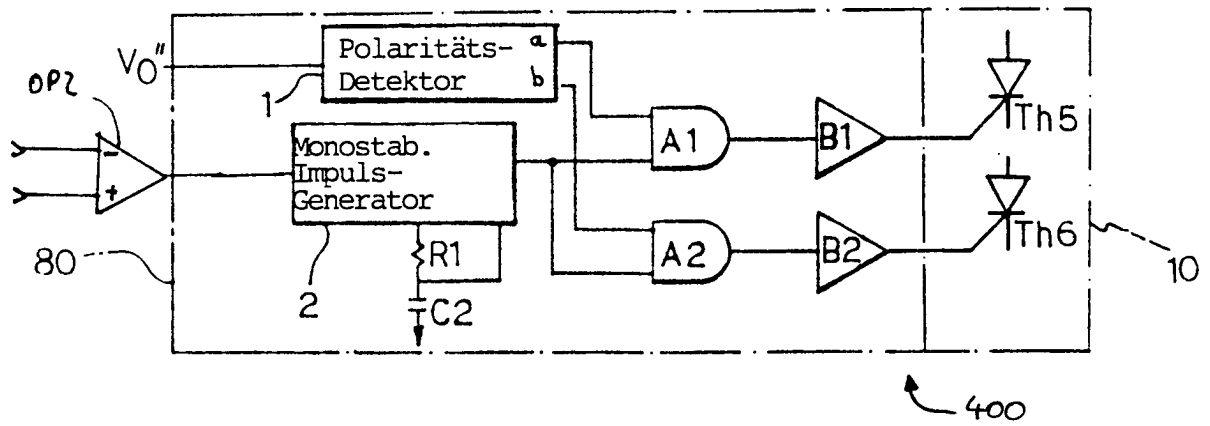 V0"
Polaritäts-
Detektor
a
b
1
OP2
-
+
Monostab.
Impuls-
Generator
2
R1
C2
A1
A2
B1
B2
Th5
Th6
80
10
400